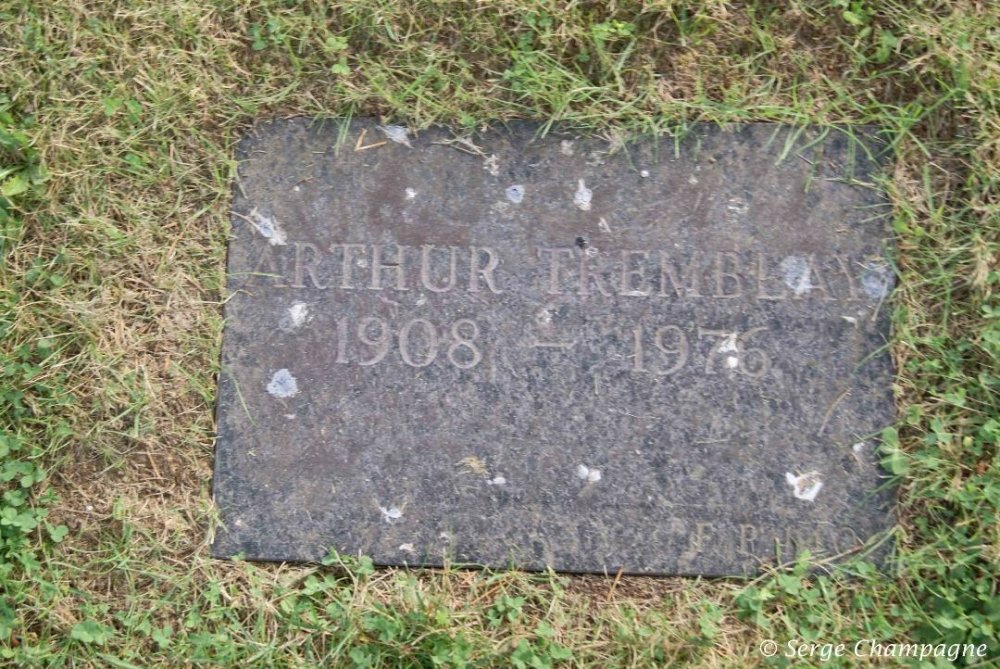 ARTHUR TREMBLAY
1908 – 1976
© Serge Champagne